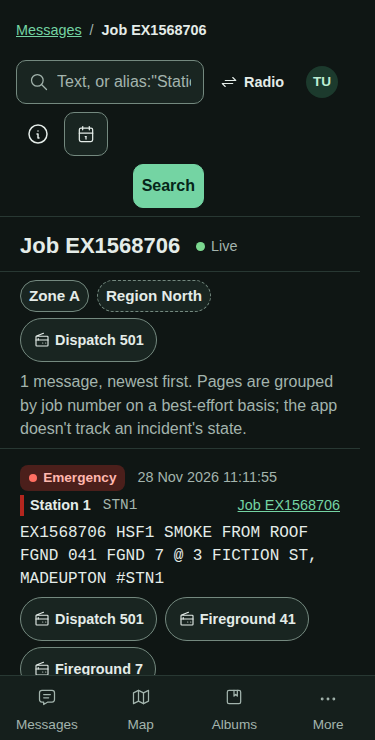 Messages / Job EX1568706
Text, or alias:"Stati
Radio
TU
Search
Job EX1568706
Live
Zone A
Region North
Dispatch 501
1 message, newest first. Pages are grouped
by job number on a best-effort basis; the app
doesn't track an incident's state.
Emergency 28 Nov 2026 11:11:55
Station 1 STN1 Job EX1568706
EX1568706 HSF1 SMOKE FROM ROOF
FGND 041 FGND 7 @ 3 FICTION ST,
MADEUPTON #STN1
Dispatch 501 Fireground 41
Fireground 7
Messages Map Albums More